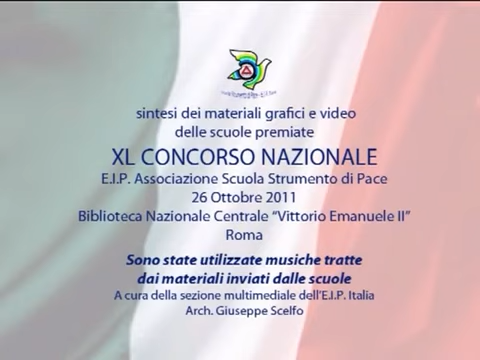 sintesi dei materiali grafici e video
delle scuole premiate
XL CONCORSO NAZIONALE
E.I.P. Associazione Scuola Strumento di Pace
26 Ottobre 2011
Biblioteca Nazionale Centrale "Vittorio Emanuele II"
Roma
Sono state utilizzate musiche tratte
dai materiali inviati dalle scuole
A cura della sezione multimediale dell'E.I.P. Italia
Arch. Giuseppe Scelfo